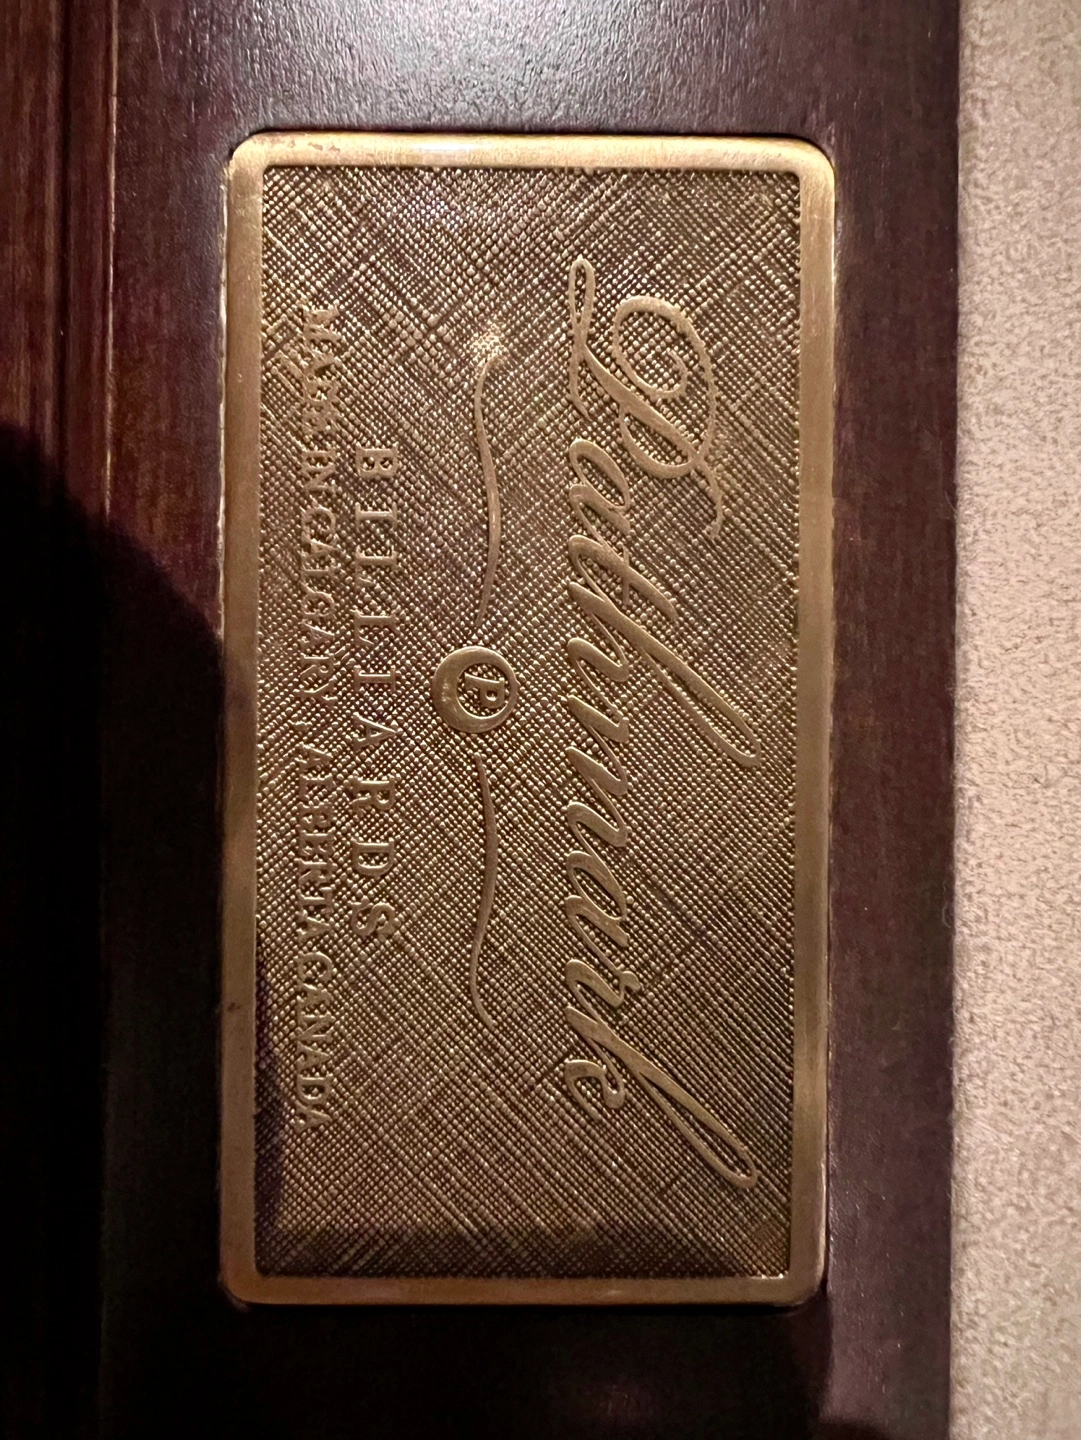 Pathmark
P
BILLIARDS
MADE IN CALGARY, ALBERTA CANADA